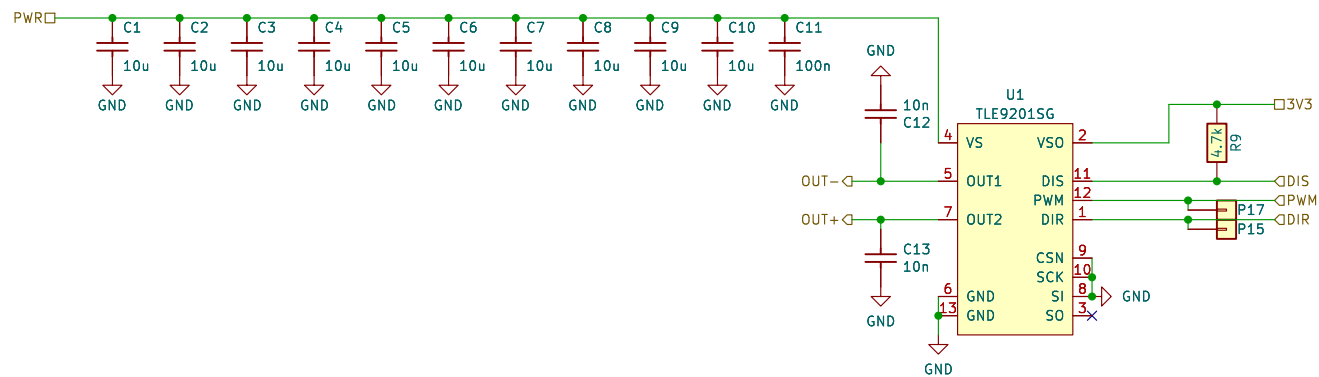 PWR
C1 C2 C3 C4 C5 C6 C7 C8 C9 C10 C11
10u 10u 10u 10u 10u 10u 10u 10u 10u 10u 100n
GND GND GND GND GND GND GND GND GND GND GND
GND
10n
C12
U1
TLE9201SG
4 VS VSO 2
3V3
4.7k
R9
OUT- 5 OUT1 DIS 11 DIS
PWM 12 PWM
P17
OUT+ 7 OUT2 DIR 1 DIR
P15
C13
10n
CSN 9
SCK 10
6 GND SI 8 GND
13 GND SO 3
GND
GND